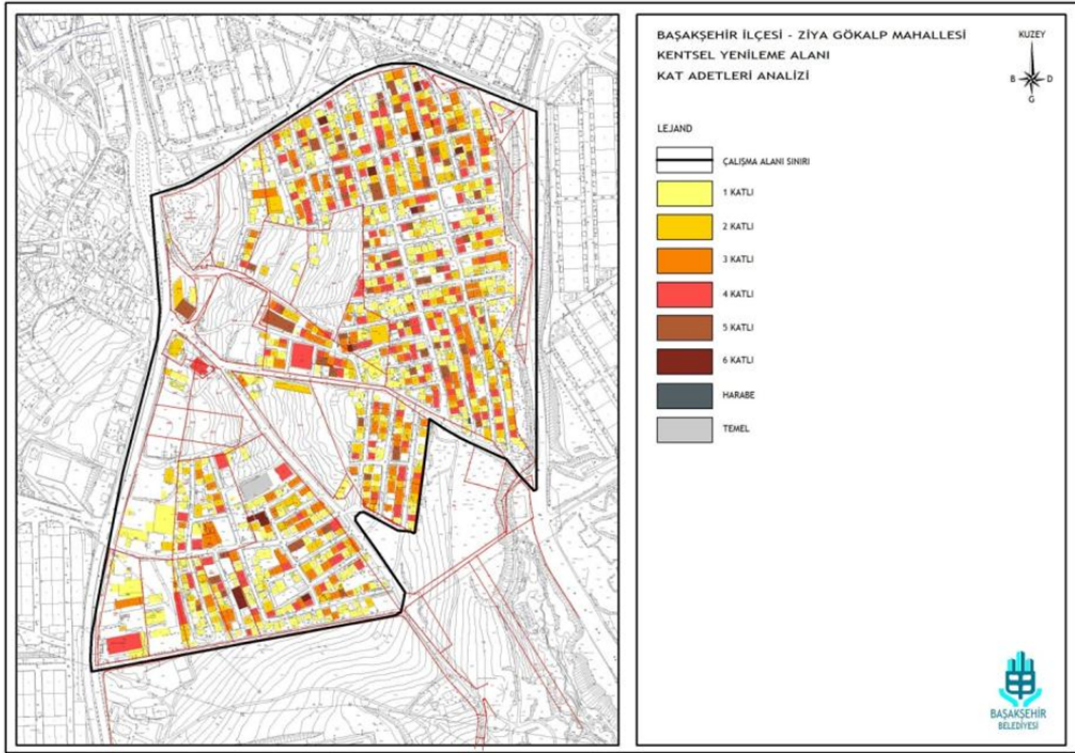 BAŞAKŞEHİR İLÇESİ - ZİYA GÖKALP MAHALLESİ
KENTSEL YENİLEME ALANI
KAT ADETLERİ ANALİZİ
KUZEY
B D
G
LEJAND
ÇALIŞMA ALANI SINIRI
1 KATLI
2 KATLI
3 KATLI
4 KATLI
5 KATLI
6 KATLI
HARABE
TEMEL
BAŞAKŞEHİR
BELEDİYESİ